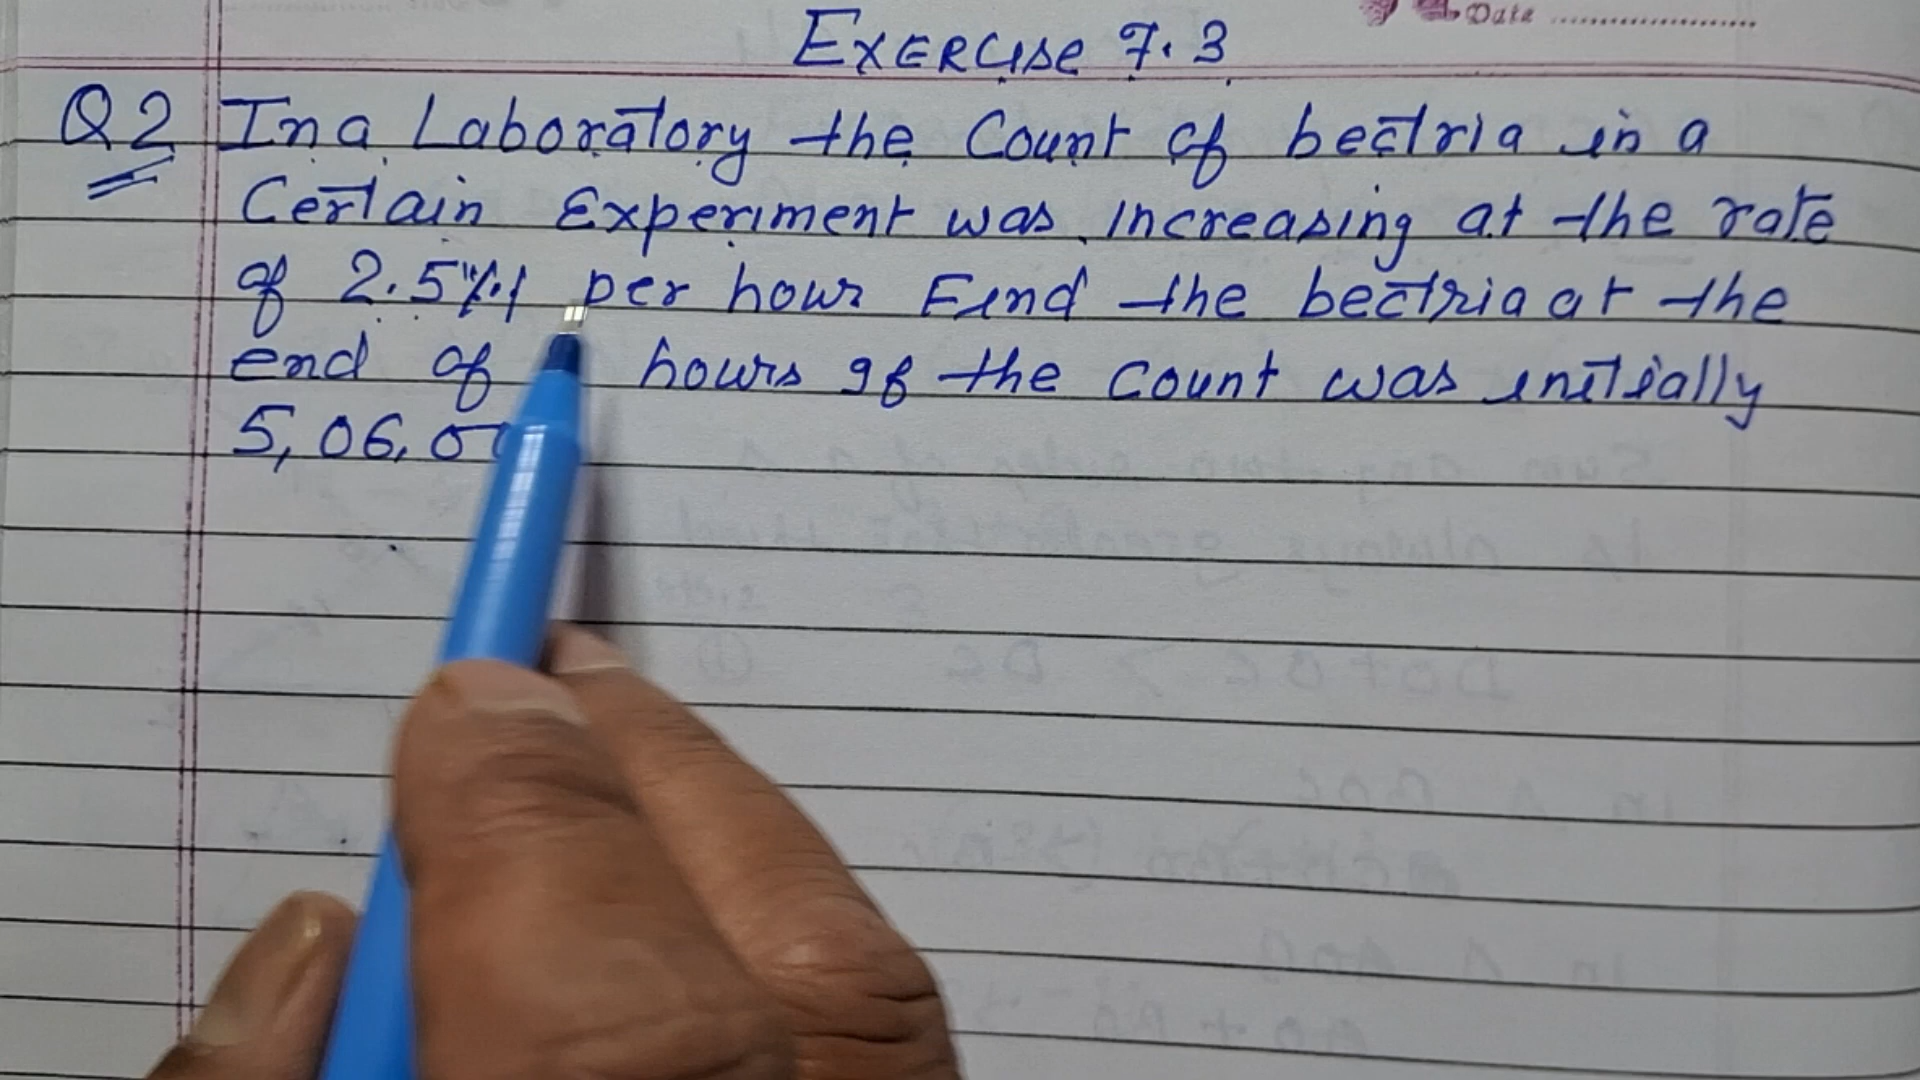 Date
EXERCISE 7.3
Q2 In a Laboratory the Count of bectria in a
Certain Experiment was increasing at the rate
of 2.5% per hour Find the bectria at the
end of hours If the Count was initially
5,06,0